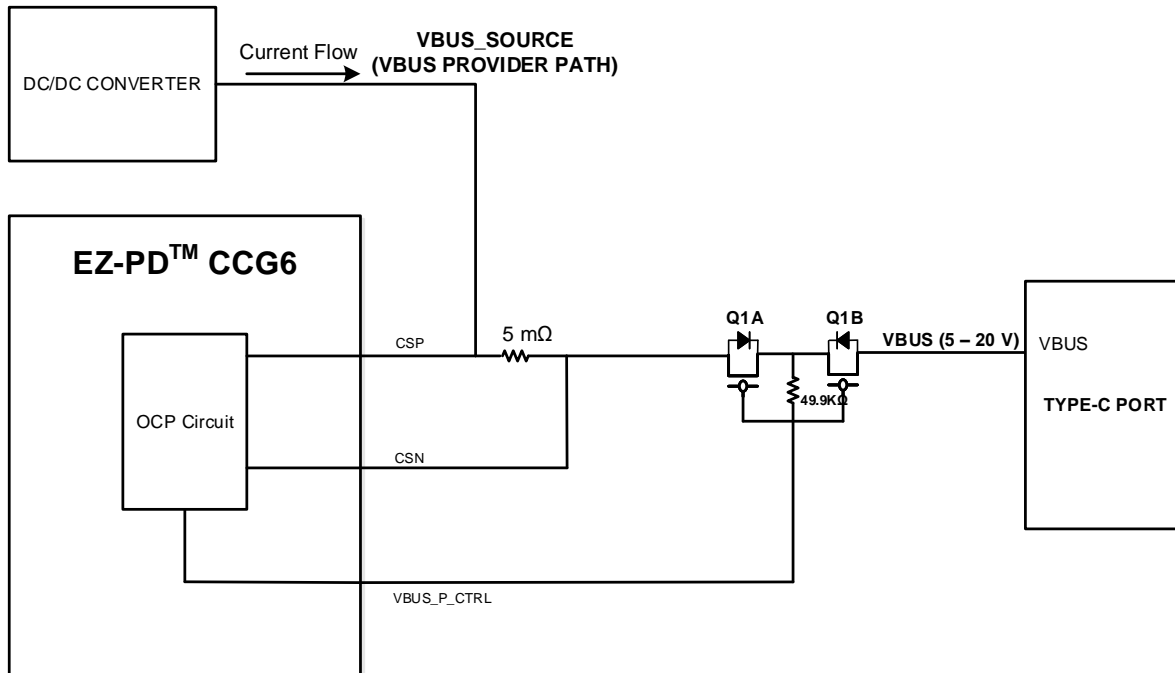 DC/DC CONVERTER
Current Flow
VBUS_SOURCE
(VBUS PROVIDER PATH)
EZ-PD™ CCG6
OCP Circuit
CSP
5 mΩ
CSN
VBUS_P_CTRL
Q1A
Q1B
49.9KΩ
VBUS (5 – 20 V)
VBUS
TYPE-C PORT